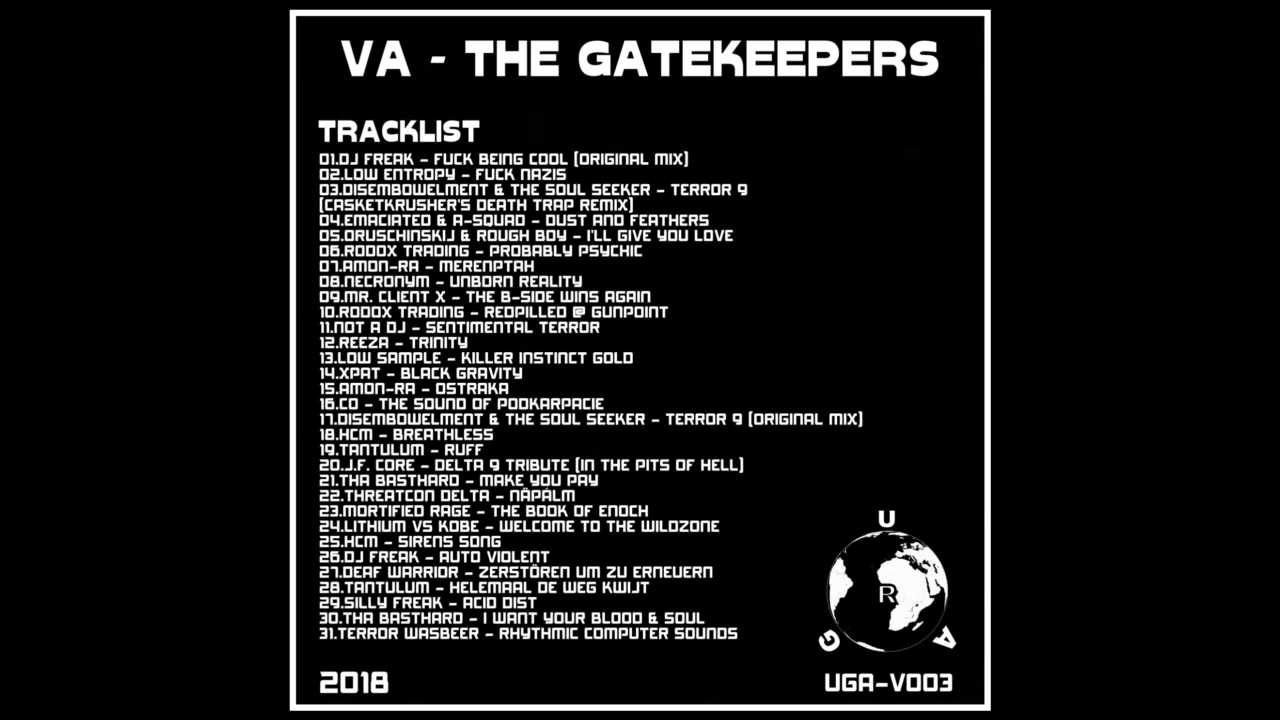 VA - THE GATEKEEPERS
TRACKLIST
01.DJ FREAK - FUCK BEING COOL [ORIGINAL MIX]
02.LOW ENTROPY - FUCK NAZIS
03.DISEMBOWELMENT & THE SOUL SEEKER - TERROR 9
[CASKETKRUSHER'S DEATH TRAP REMIX]
04.EMACIATED & A-SQUAD - DUST AND FEATHERS
05.ORUSCHINSKIJ & ROUGH BOY - I'LL GIVE YOU LOVE
06.RODOX TRADING - PROBABLY PSYCHIC
07.AMON-RA - MERENPTAH
08.NECRONYM - UNBORN REALITY
09.MR. CLIENT X - THE B-SIDE WINS AGAIN
10.RODOX TRADING - REDPILLED @ GUNPOINT
11.NOT A DJ - SENTIMENTAL TERROR
12.REEZA - TRINITY
13.LOW SAMPLE - KILLER INSTINCT GOLD
14.XPAT - BLACK GRAVITY
15.AMON-RA - OSTRAKA
16.CO - THE SOUND OF PODKARPACIE
17.DISEMBOWELMENT & THE SOUL SEEKER - TERROR 9 [ORIGINAL MIX]
18.HCM - BREATHLESS
19.TANTULUM - RUFF
20.J.F. CORE - DELTA 9 TRIBUTE [IN THE PITS OF HELL]
21.THA BASTHARD - MAKE YOU PAY
22.THREATCON DELTA - NÄPÁLM
23.MORTIFIED RAGE - THE BOOK OF ENOCH
24.LITHIUM VS KOBE - WELCOME TO THE WILDZONE
25.HCM - SIRENS SONG
26.DJ FREAK - AUTO VIOLENT
27.DEAF WARRIOR - ZERSTÖREN UM ZU ERNEUERN
28.TANTULUM - HELEMAAL DE WEG KWIJT
29.SILLY FREAK - ACID DIST
30.THA BASTHARD - I WANT YOUR BLOOD & SOUL
31.TERROR WASBEER - RHYTHMIC COMPUTER SOUNDS
U
R
G
A
2018
UGA-V003